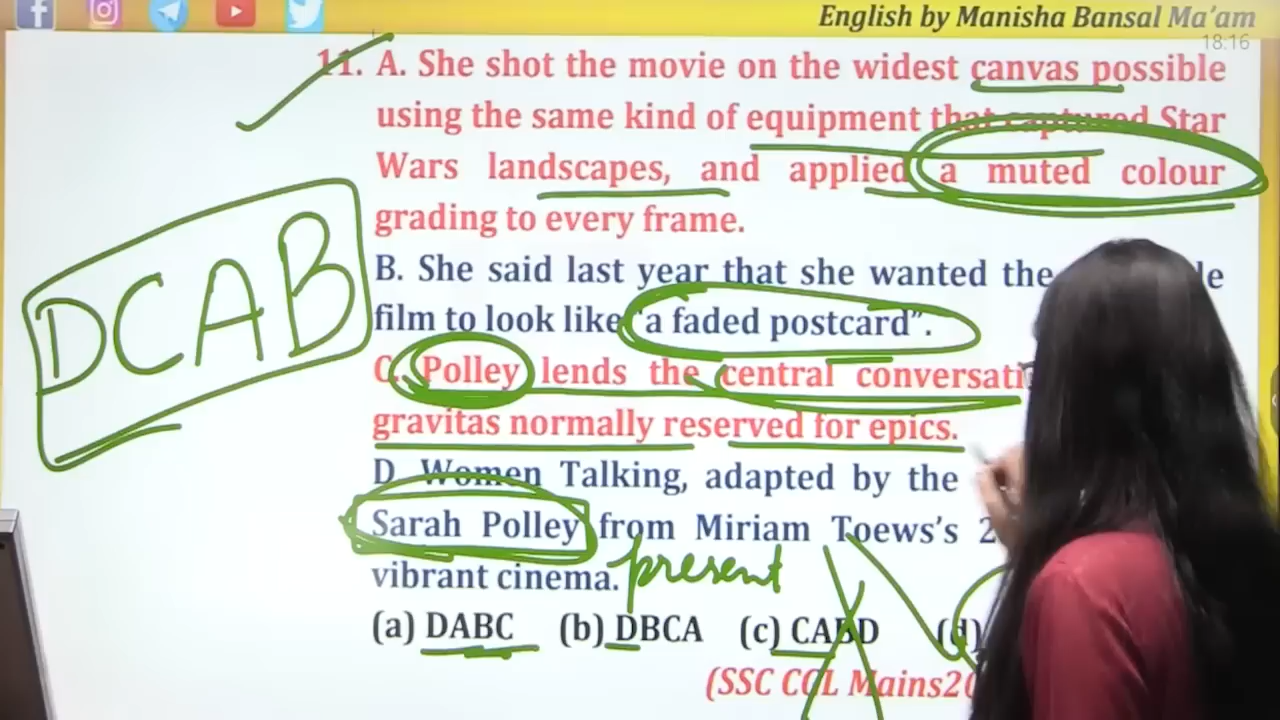 English by Manisha Bansal Ma'am
18:16
11. A. She shot the movie on the widest canvas possible
using the same kind of equipment that captured Star
Wars landscapes, and applied a muted colour
grading to every frame.
B. She said last year that she wanted the
film to look like "a faded postcard".
C. Polley lends the central
gravitas normally reserved for epics.
D. Women Talking, adapted by the
Sarah Polley from Miriam Toews's
vibrant cinema.
present
(a) DABC (b) DBCA (c) CABD (d)
(SSC CGL Mains
DCAB